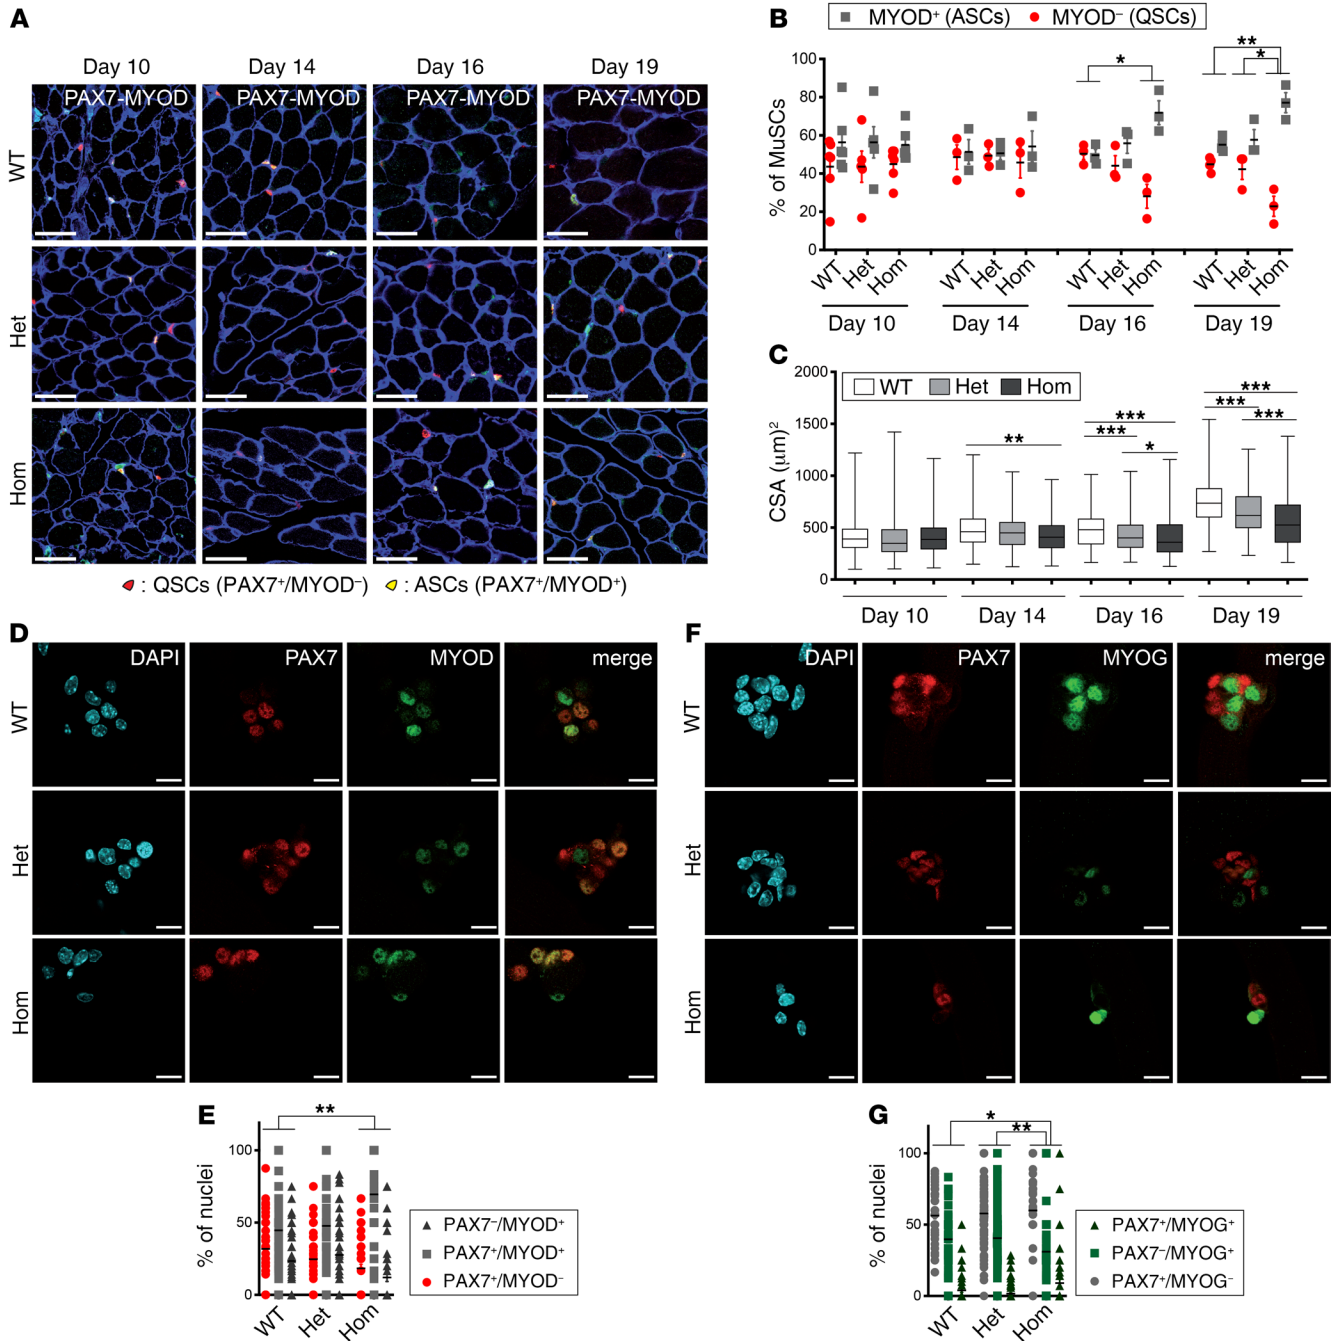 A
Day 10 Day 14 Day 16 Day 19
PAX7-MYOD PAX7-MYOD PAX7-MYOD PAX7-MYOD
WT
Het
Hom
: QSCs (PAX7⁺/MYOD⁻) : ASCs (PAX7⁺/MYOD⁺)
B
MYOD⁺ (ASCs) MYOD⁻ (QSCs)
% of MuSCs
100
80
60
40
20
0
* ** *
WT Het Hom WT Het Hom WT Het Hom WT Het Hom
Day 10 Day 14 Day 16 Day 19
C
WT Het Hom
CSA (μm)²
2000
1500
1000
500
0
** *** *** * *** *** ***
Day 10 Day 14 Day 16 Day 19
D
DAPI PAX7 MYOD merge
WT
Het
Hom
F
DAPI PAX7 MYOG merge
WT
Het
Hom
E
**
% of nuclei
100
50
0
WT Het Hom
PAX7⁻/MYOD⁺
PAX7⁺/MYOD⁺
PAX7⁺/MYOD⁻
G
*
**
% of nuclei
100
50
0
WT Het Hom
PAX7⁺/MYOG⁺
PAX7⁻/MYOG⁺
PAX7⁺/MYOG⁻